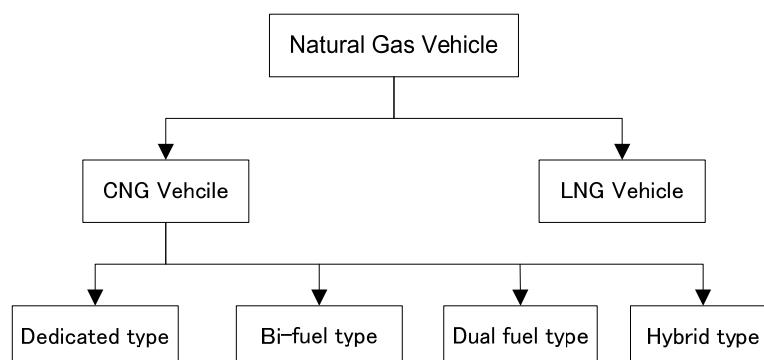 Natural Gas Vehicle
CNG Vehcile
LNG Vehicle
Dedicated type
Bi-fuel type
Dual fuel type
Hybrid type